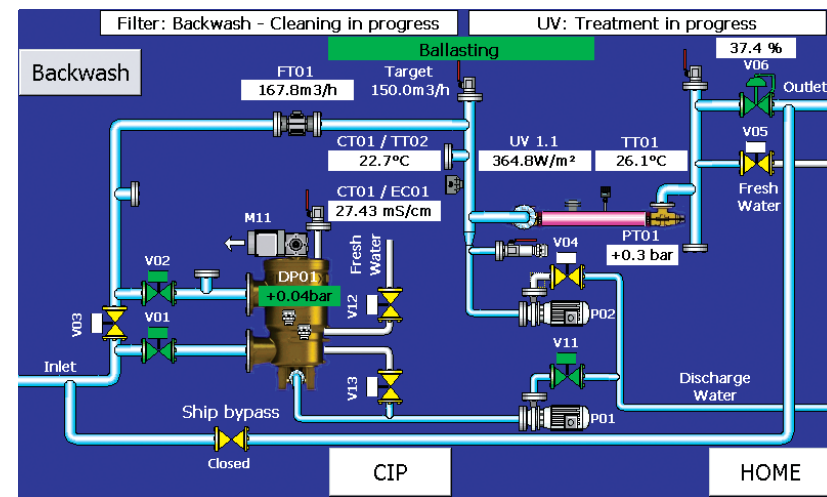 Filter: Backwash - Cleaning in progress
UV: Treatment in progress
Ballasting
37.4 %
Backwash
FT01
Target
V06
167.8m3/h
150.0m3/h
Outlet
V05
CT01 / TT02
UV 1.1
TT01
22.7ºC
364.8W/m²
26.1ºC
CT01 / EC01
Fresh
Water
27.43 mS/cm
M11
PT01
+0.3 bar
V04
Fresh
Water
V02
DP01
+0.04bar
V12
P02
V03
V01
V11
Inlet
V13
Discharge
Water
Ship bypass
P01
Closed
CIP
HOME